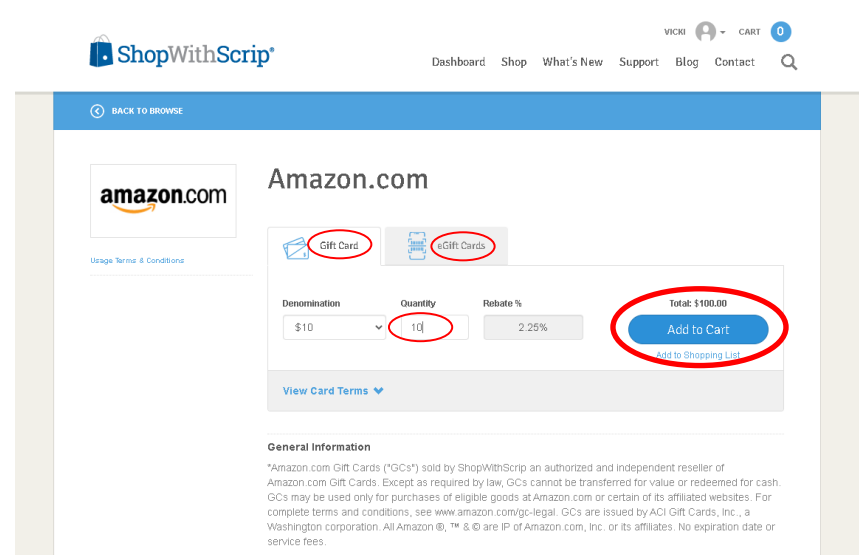 VICKI CART 0
ShopWithScrip®
Dashboard Shop What's New Support Blog Contact
BACK TO BROWSE
amazon.com
Usage Terms & Conditions
Amazon.com
Gift Card eGift Cards
Denomination Quantity Rebate % Total: $100.00
$10 10 2.25% Add to Cart
Add to Shopping List
View Card Terms
General Information
*Amazon.com Gift Cards ("GCs") sold by ShopWithScrip an authorized and independent reseller of
Amazon.com Gift Cards. Except as required by law, GCs cannot be transferred for value or redeemed for cash.
GCs may be used only for purchases of eligible goods at Amazon.com or certain of its affiliated websites. For
complete terms and conditions, see www.amazon.com/gc-legal. GCs are issued by ACI Gift Cards, Inc., a
Washington corporation. All Amazon ®, ™ & © are IP of Amazon.com, Inc. or its affiliates. No expiration date or
service fees.